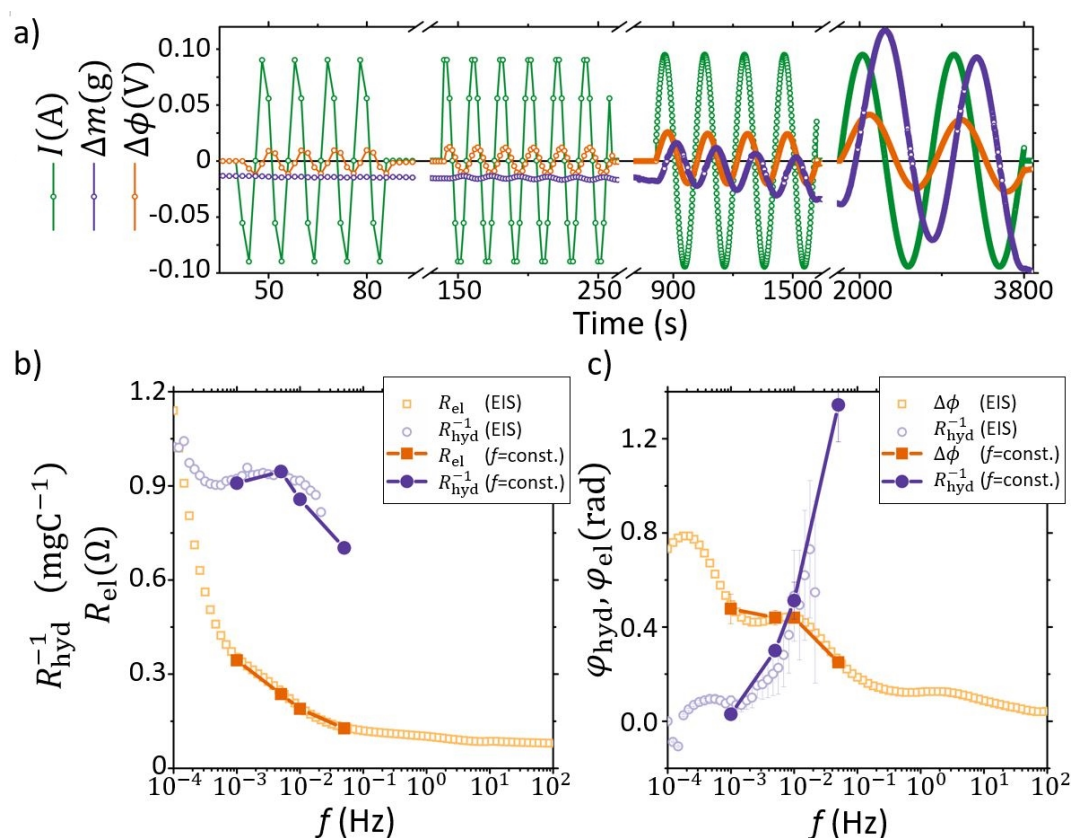 a)
I(A)
Δm(g)
Δϕ(V)
0.10
0.05
0
-0.05
-0.10
50 80 150 250 900 1500 2000 3800
Time (s)
b)
R_hyd^{-1} (mgC^{-1})
R_el(Ω)
1.2
0.9
0.6
0.3
0
R_el (EIS)
R_hyd^{-1} (EIS)
R_el (f=const.)
R_hyd^{-1} (f=const.)
10^{-4} 10^{-3} 10^{-2} 10^{-1} 10^{0} 10^{1} 10^{2}
f (Hz)
c)
φ_hyd, φ_el(rad)
1.2
0.8
0.4
0.0
Δϕ (EIS)
R_hyd^{-1} (EIS)
Δϕ (f=const.)
R_hyd^{-1} (f=const.)
10^{-4} 10^{-3} 10^{-2} 10^{-1} 10^{0} 10^{1} 10^{2}
f (Hz)